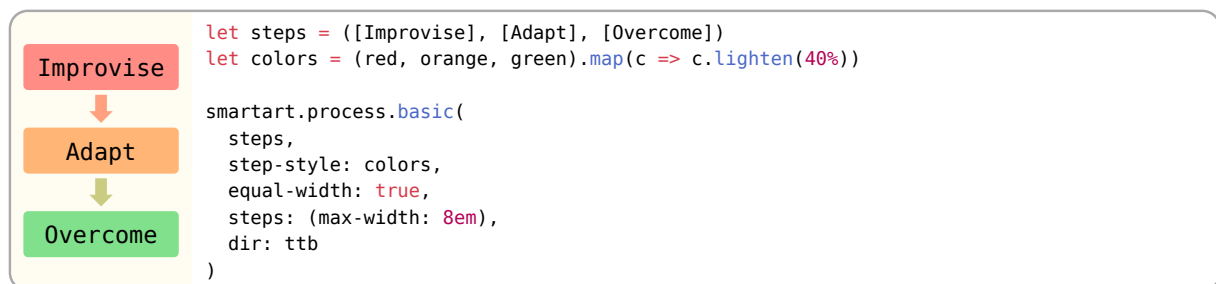 Improvise
Adapt
Overcome
let steps = ([Improvise], [Adapt], [Overcome])
let colors = (red, orange, green).map(c => c.lighten(40%))
smartart.process.basic(
  steps,
  step-style: colors,
  equal-width: true,
  steps: (max-width: 8em),
  dir: ttb
)